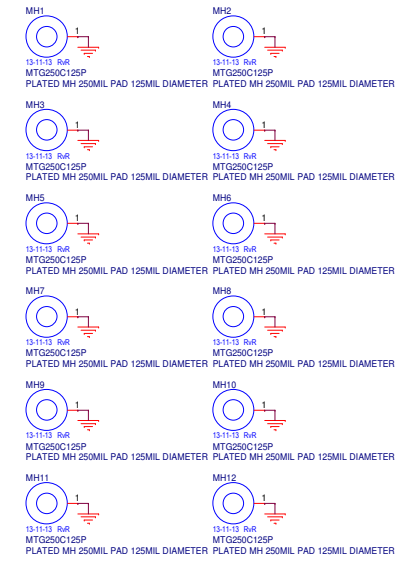 MH1 MH2
1 1
13-11-13 RvR 13-11-13 RvR
MTG250C125P MTG250C125P
PLATED MH 250MIL PAD 125MIL DIAMETER PLATED MH 250MIL PAD 125MIL DIAMETER
MH3 MH4
1 1
13-11-13 RvR 13-11-13 RvR
MTG250C125P MTG250C125P
PLATED MH 250MIL PAD 125MIL DIAMETER PLATED MH 250MIL PAD 125MIL DIAMETER
MH5 MH6
1 1
13-11-13 RvR 13-11-13 RvR
MTG250C125P MTG250C125P
PLATED MH 250MIL PAD 125MIL DIAMETER PLATED MH 250MIL PAD 125MIL DIAMETER
MH7 MH8
1 1
13-11-13 RvR 13-11-13 RvR
MTG250C125P MTG250C125P
PLATED MH 250MIL PAD 125MIL DIAMETER PLATED MH 250MIL PAD 125MIL DIAMETER
MH9 MH10
1 1
13-11-13 RvR 13-11-13 RvR
MTG250C125P MTG250C125P
PLATED MH 250MIL PAD 125MIL DIAMETER PLATED MH 250MIL PAD 125MIL DIAMETER
MH11 MH12
1 1
13-11-13 RvR 13-11-13 RvR
MTG250C125P MTG250C125P
PLATED MH 250MIL PAD 125MIL DIAMETER PLATED MH 250MIL PAD 125MIL DIAMETER